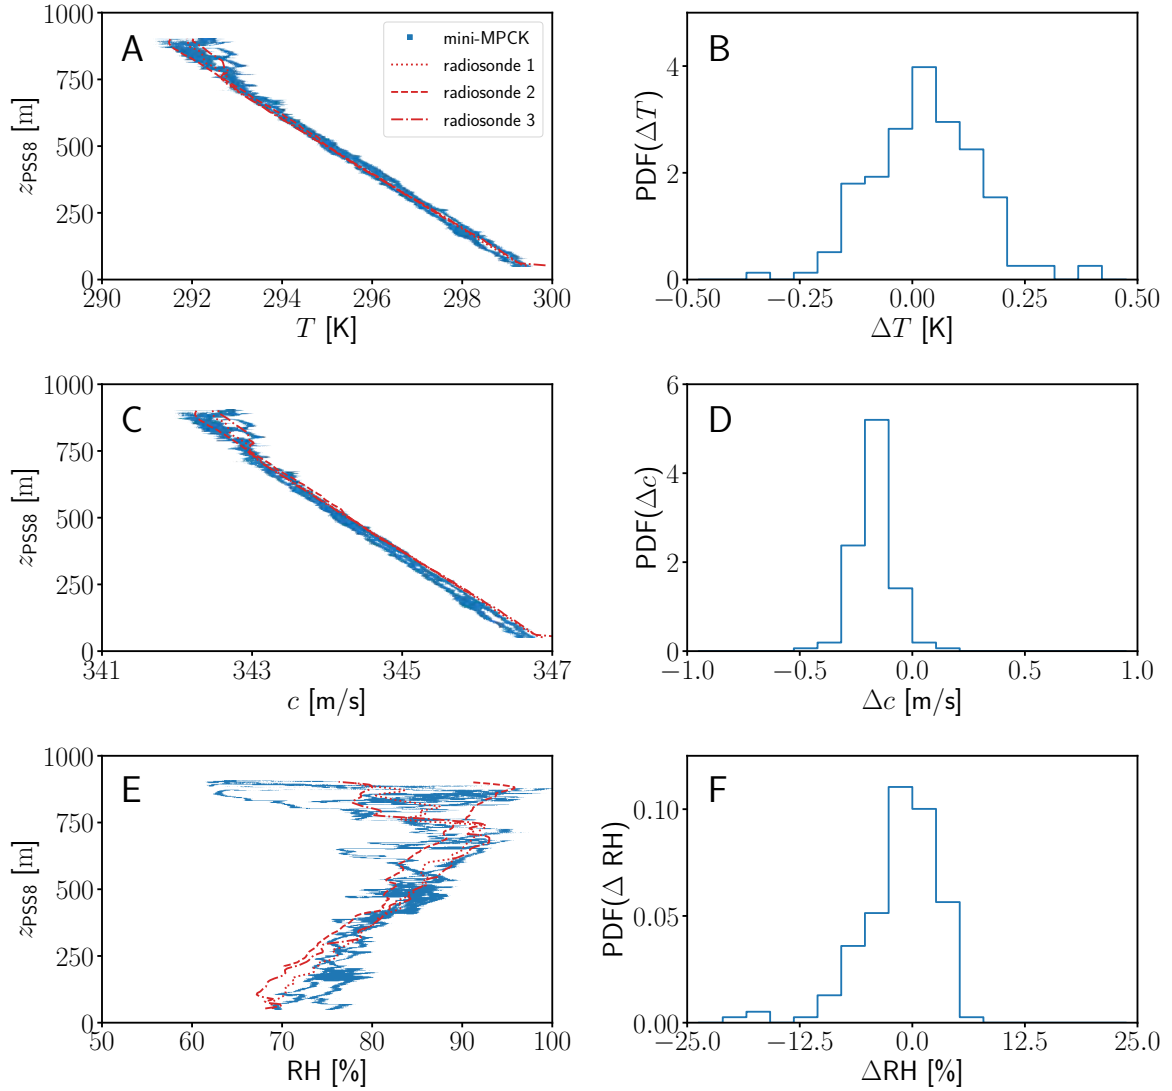 A
1000
750
500
250
0
z_PSS8 [m]
290 292 294 296 298 300
T [K]
mini-MPCK
radiosonde 1
radiosonde 2
radiosonde 3
B
4
2
0
PDF(ΔT)
−0.50 −0.25 0.00 0.25 0.50
ΔT [K]
C
1000
750
500
250
0
z_PSS8 [m]
341 343 345 347
c [m/s]
D
6
4
2
0
PDF(Δc)
−1.0 −0.5 0.0 0.5 1.0
Δc [m/s]
E
1000
750
500
250
0
z_PSS8 [m]
50 60 70 80 90 100
RH [%]
F
0.10
0.05
0.00
PDF(Δ RH)
−25.0 −12.5 0.0 12.5 25.0
ΔRH [%]